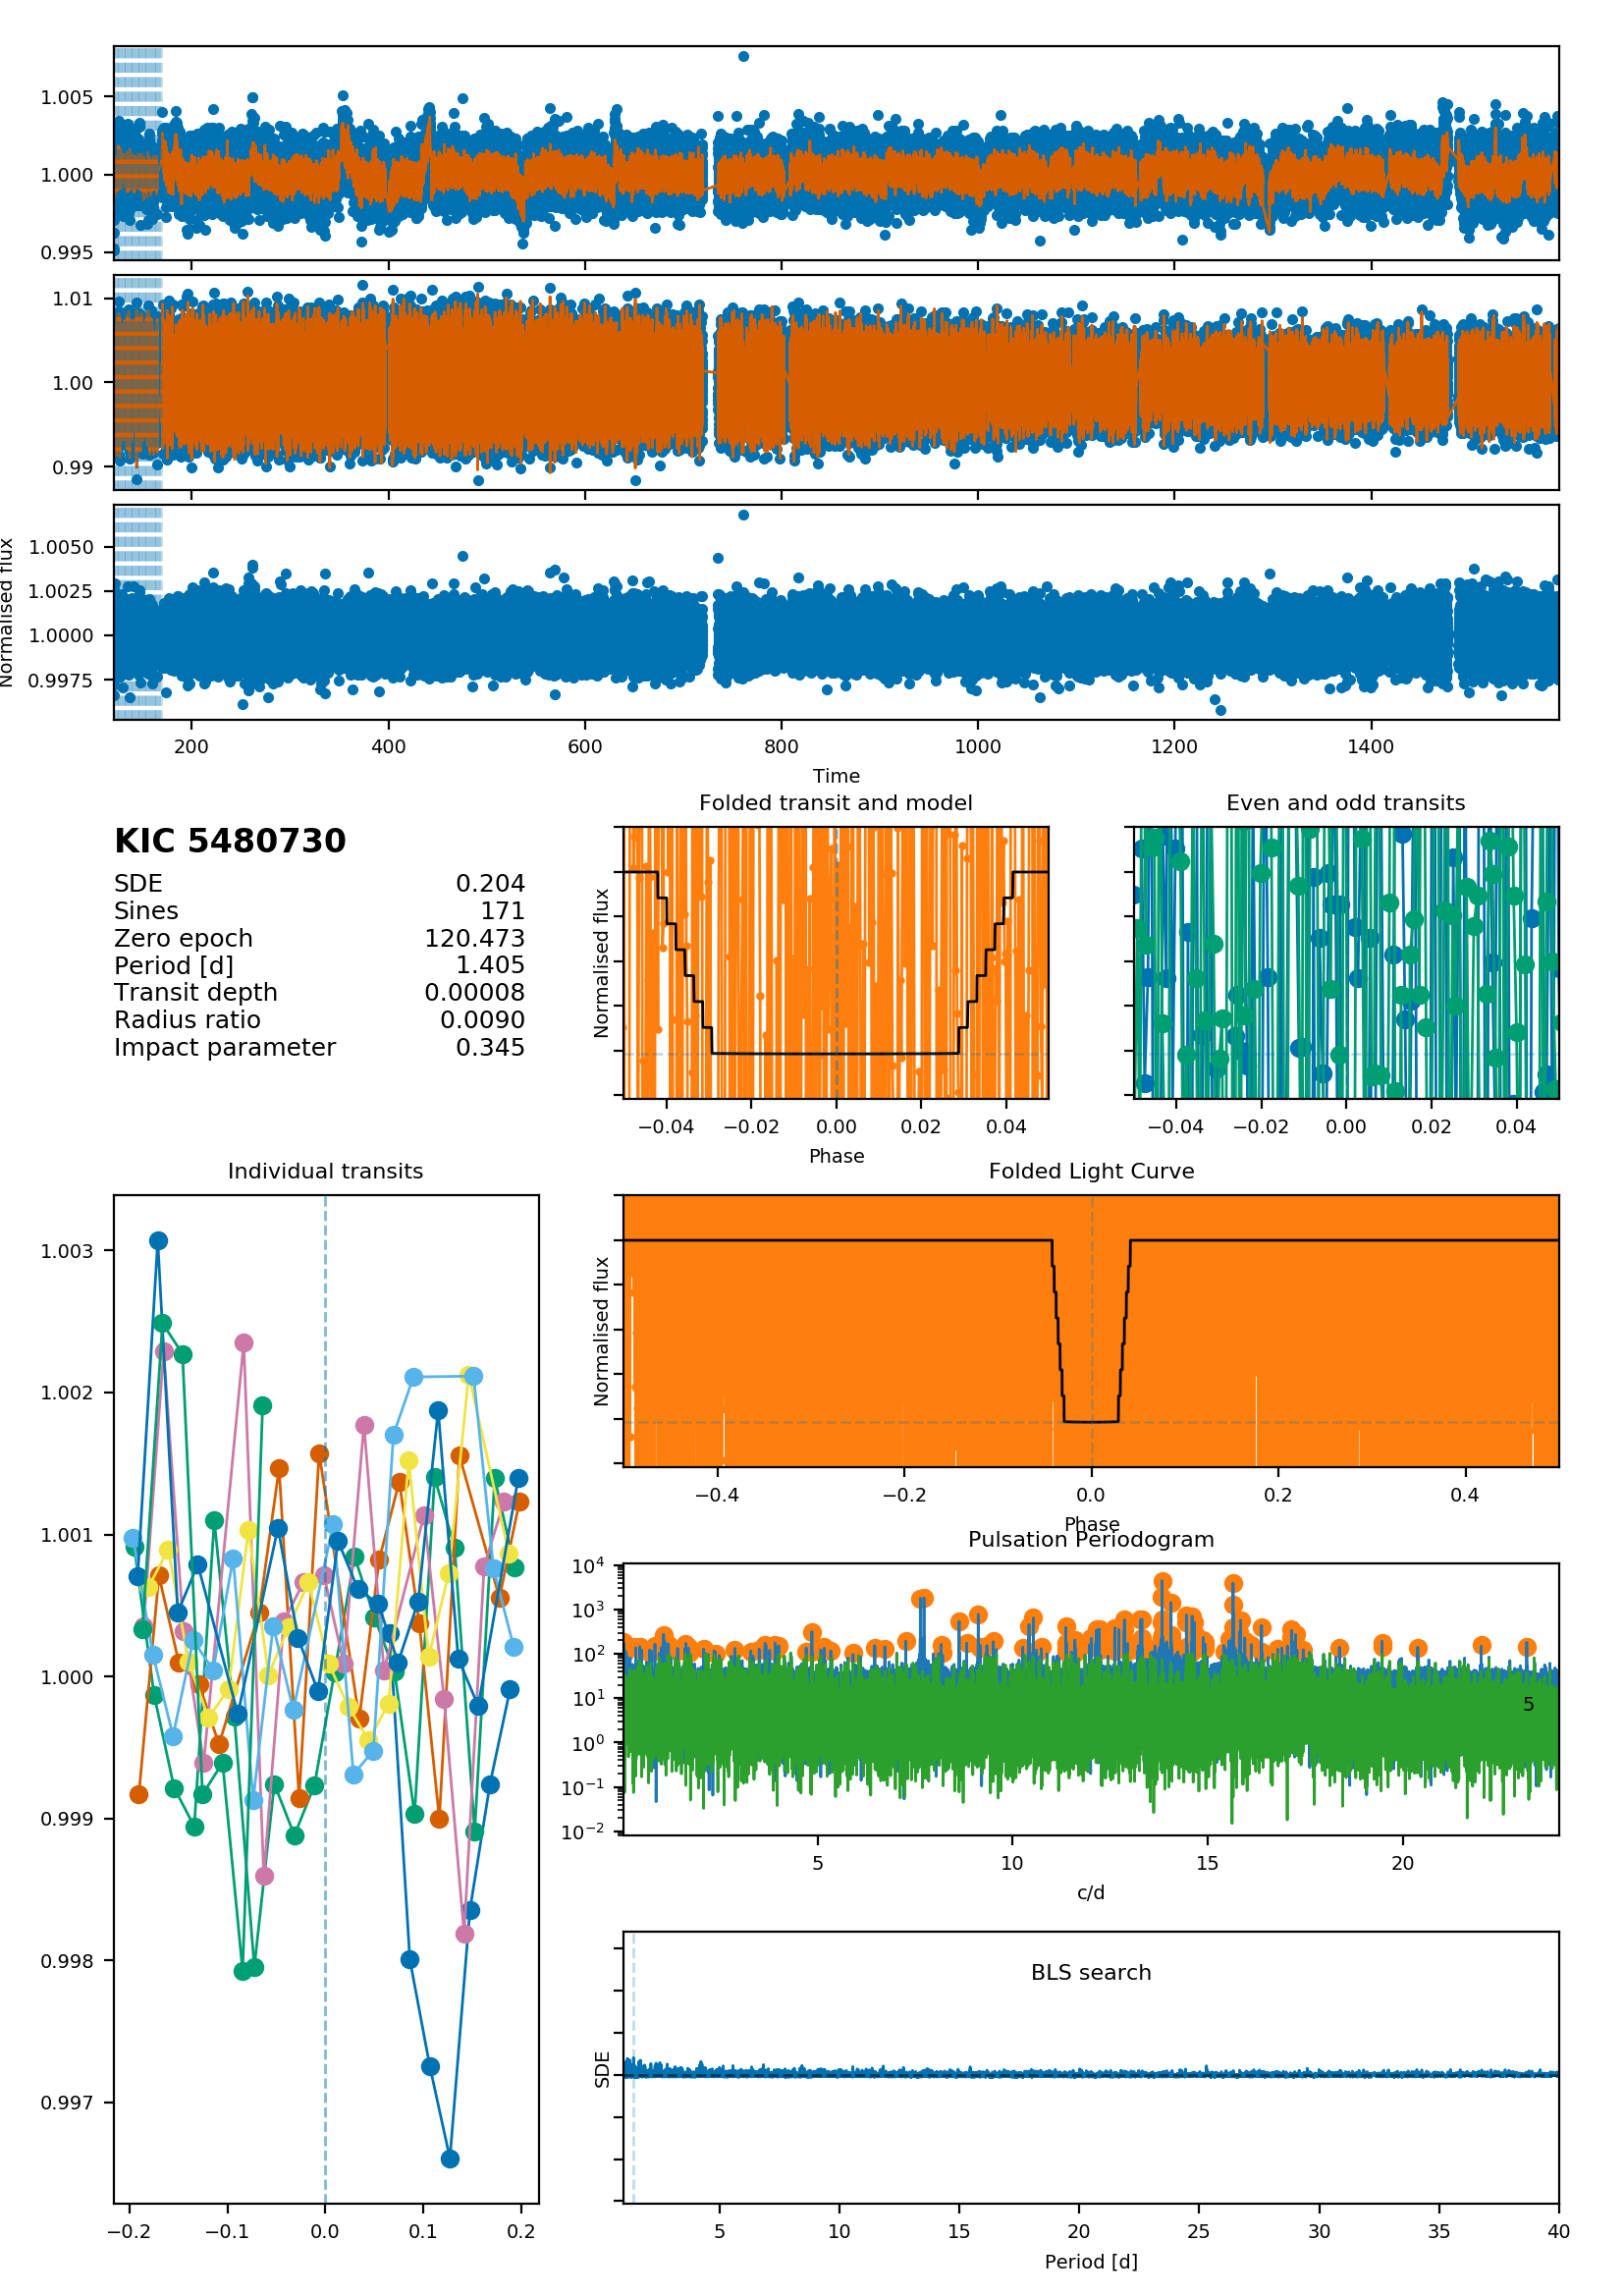 1.005
1.000
0.995
1.01
1.00
0.99
Normalised flux
1.0050
1.0025
1.0000
0.9975
200 400 600 800 1000 1200 1400
Time
KIC 5480730
SDE 0.204
Sines 171
Zero epoch 120.473
Period [d] 1.405
Transit depth 0.00008
Radius ratio 0.0090
Impact parameter 0.345
Folded transit and model
Normalised flux
−0.04 −0.02 0.00 0.02 0.04
Phase
Even and odd transits
−0.04 −0.02 0.00 0.02 0.04
Individual transits
1.003
1.002
1.001
1.000
0.999
0.998
0.997
−0.2 −0.1 0.0 0.1 0.2
Folded Light Curve
Normalised flux
−0.4 −0.2 0.0 0.2 0.4
Phase
Pulsation Periodogram
10⁴
10³
10²
10¹
10⁰
10⁻¹
10⁻²
5
5 10 15 20
c/d
BLS search
SDE
5 10 15 20 25 30 35 40
Period [d]